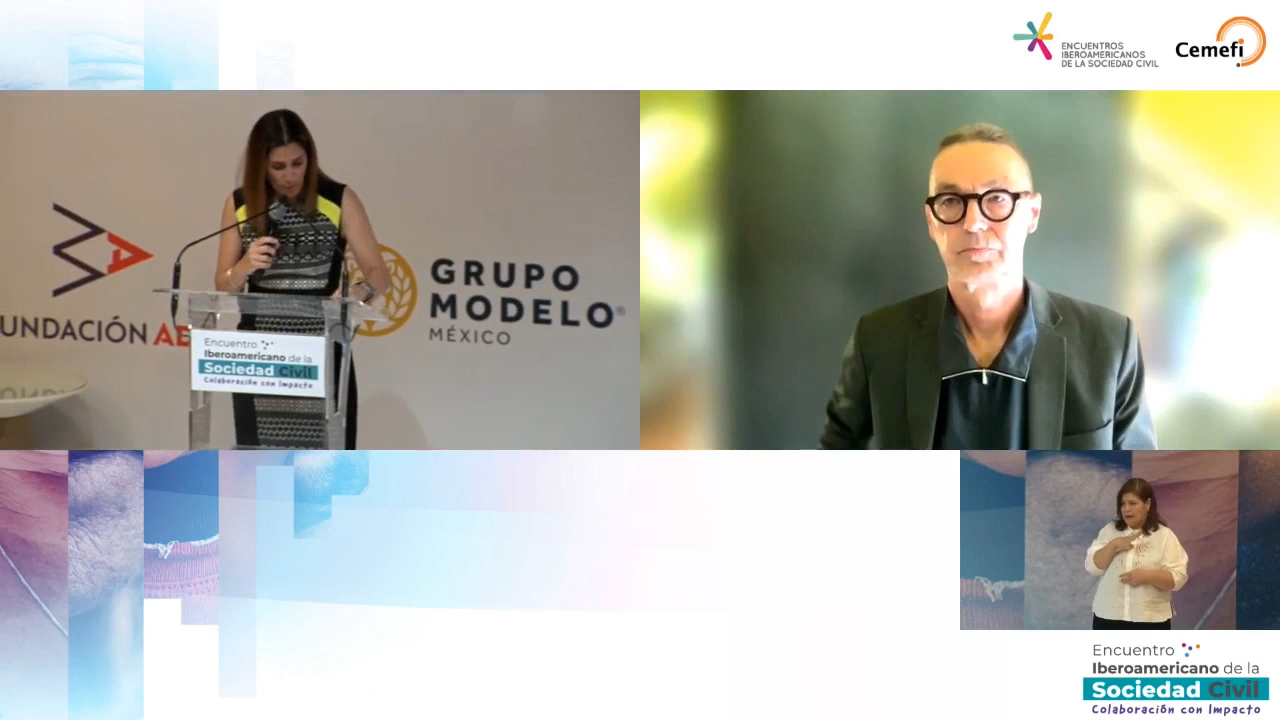 ENCUENTROS
IBEROAMERICANOS
DE LA SOCIEDAD CIVIL
Cemefi
UNDACIÓN
GRUPO
MODELO®
MÉXICO
Encuentro
Iberoamericano de la
Sociedad Civil
Colaboración con Impacto
Encuentro
Iberoamericano de la
Sociedad Civil
Colaboración con Impacto